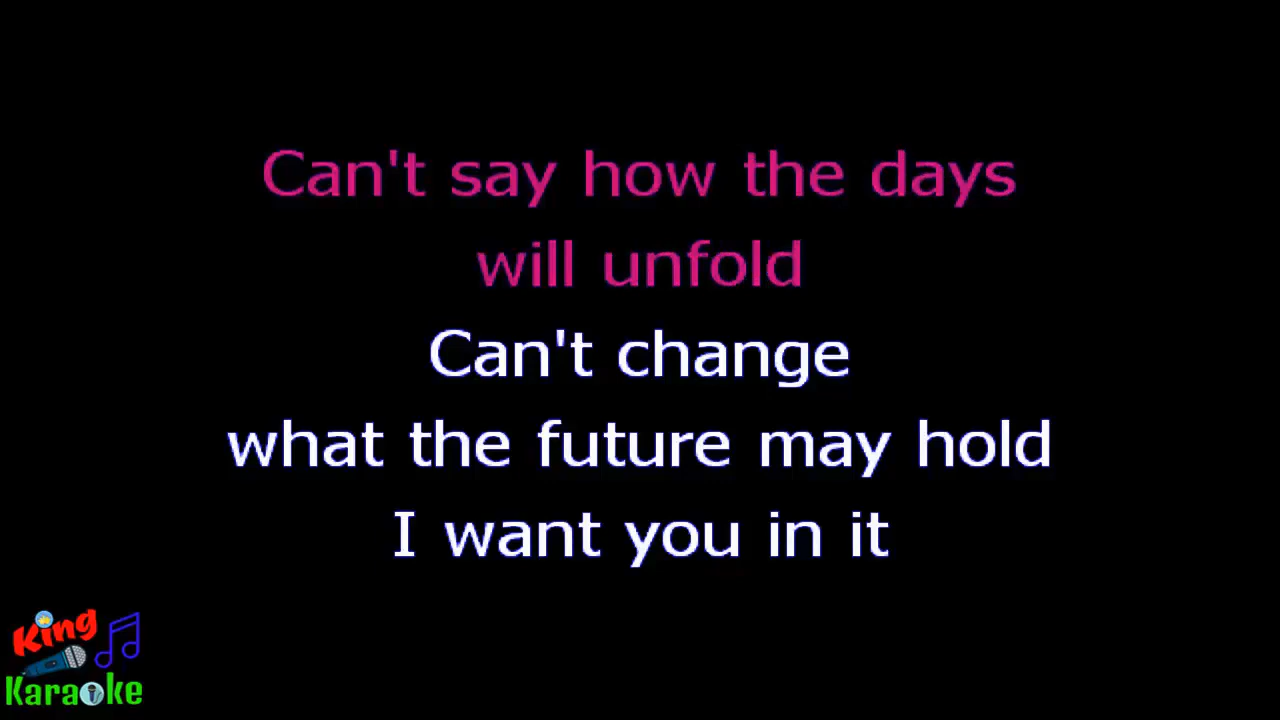 Can't say how the days
will unfold
Can't change
what the future may hold
I want you in it
King
Karaoke